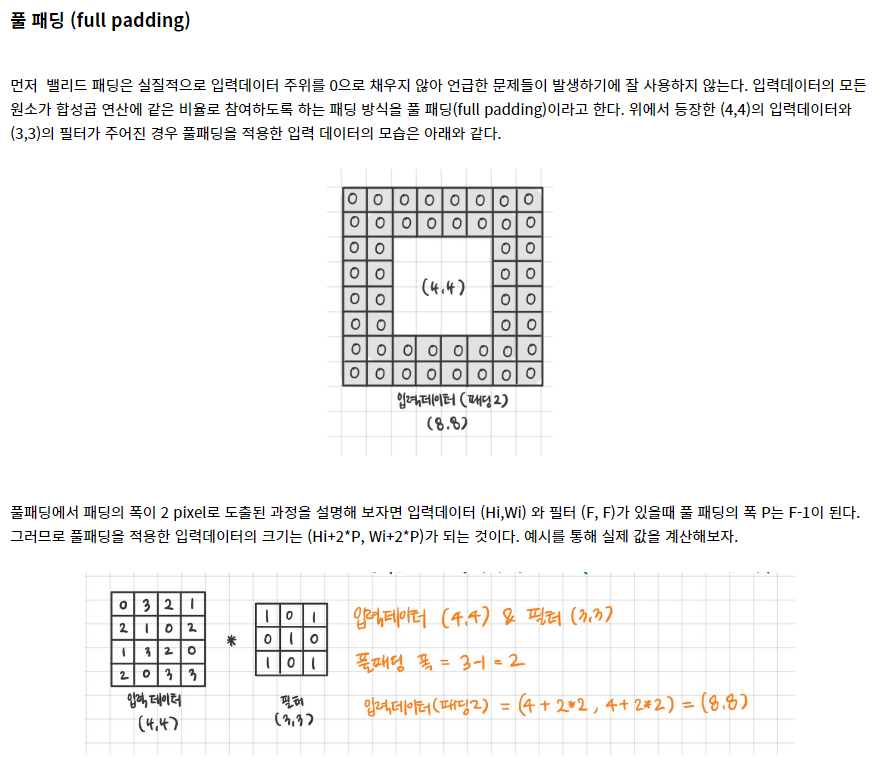 풀 패딩 (full padding)
먼저 밸리드 패딩은 실질적으로 입력데이터 주위를 0으로 채우지 않아 언급한 문제들이 발생하기에 잘 사용하지 않는다. 입력데이터의 모든
원소가 합성곱 연산에 같은 비율로 참여하도록 하는 패딩 방식을 풀 패딩(full padding)이라고 한다. 위에서 등장한 (4,4)의 입력데이터와
(3,3)의 필터가 주어진 경우 풀패딩을 적용한 입력 데이터의 모습은 아래와 같다.
0 0 0 0 0 0 0 0
0 0 0 0 0 0 0 0
0 0 0 0
0 0 (4,4) 0 0
0 0 0 0
0 0 0 0
0 0 0 0 0 0 0 0
0 0 0 0 0 0 0 0
입력데이터 (패딩2)
(8.8)
풀패딩에서 패딩의 폭이 2 pixel로 도출된 과정을 설명해 보자면 입력데이터 (Hi,Wi) 와 필터 (F, F)가 있을때 풀 패딩의 폭 P는 F-1이 된다.
그러므로 풀패딩을 적용한 입력데이터의 크기는 (Hi+2*P, Wi+2*P)가 되는 것이다. 예시를 통해 실제 값을 계산해보자.
0 3 2 1
2 1 0 2
1 3 2 0
2 0 3 3
입력 데이터
(4,4)
*
1 0 1
0 1 0
1 0 1
필터
(3,3)
입력데이터 (4,4) & 필터 (3,3)
풀패딩 폭 = 3-1 = 2
입력데이터(패딩2) = (4 + 2*2, 4+ 2*2) = (8.8)